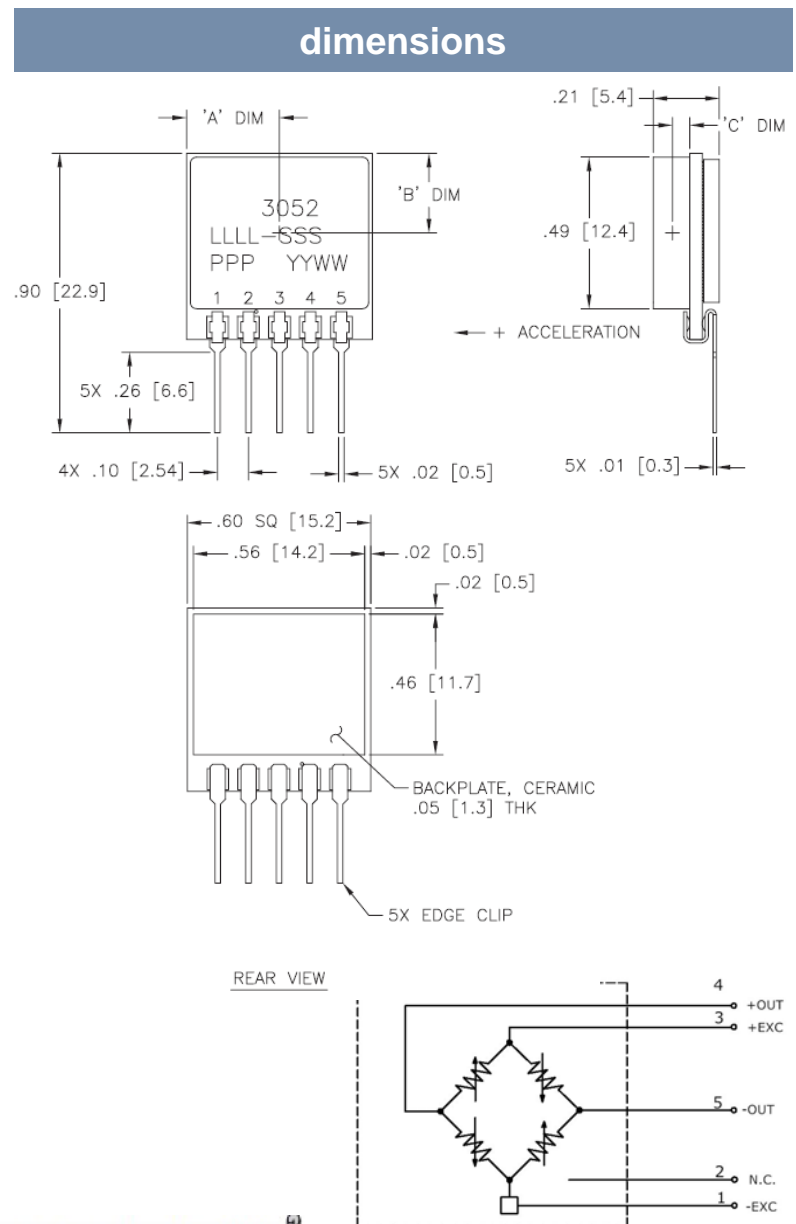 dimensions
.21 [5.4]
'A' DIM
'C' DIM
'B' DIM
3052
LLLL-SSS
PPP YYWW
.49 [12.4]
1 2 3 4 5
.90 [22.9]
+ ACCELERATION
5X .26 [6.6]
4X .10 [2.54]
5X .02 [0.5]
5X .01 [0.3]
.60 SQ [15.2]
.56 [14.2]
.02 [0.5]
.02 [0.5]
.46 [11.7]
BACKPLATE, CERAMIC
.05 [1.3] THK
5X EDGE CLIP
REAR VIEW
4
+OUT
3
+EXC
5
-OUT
2
N.C.
1
-EXC